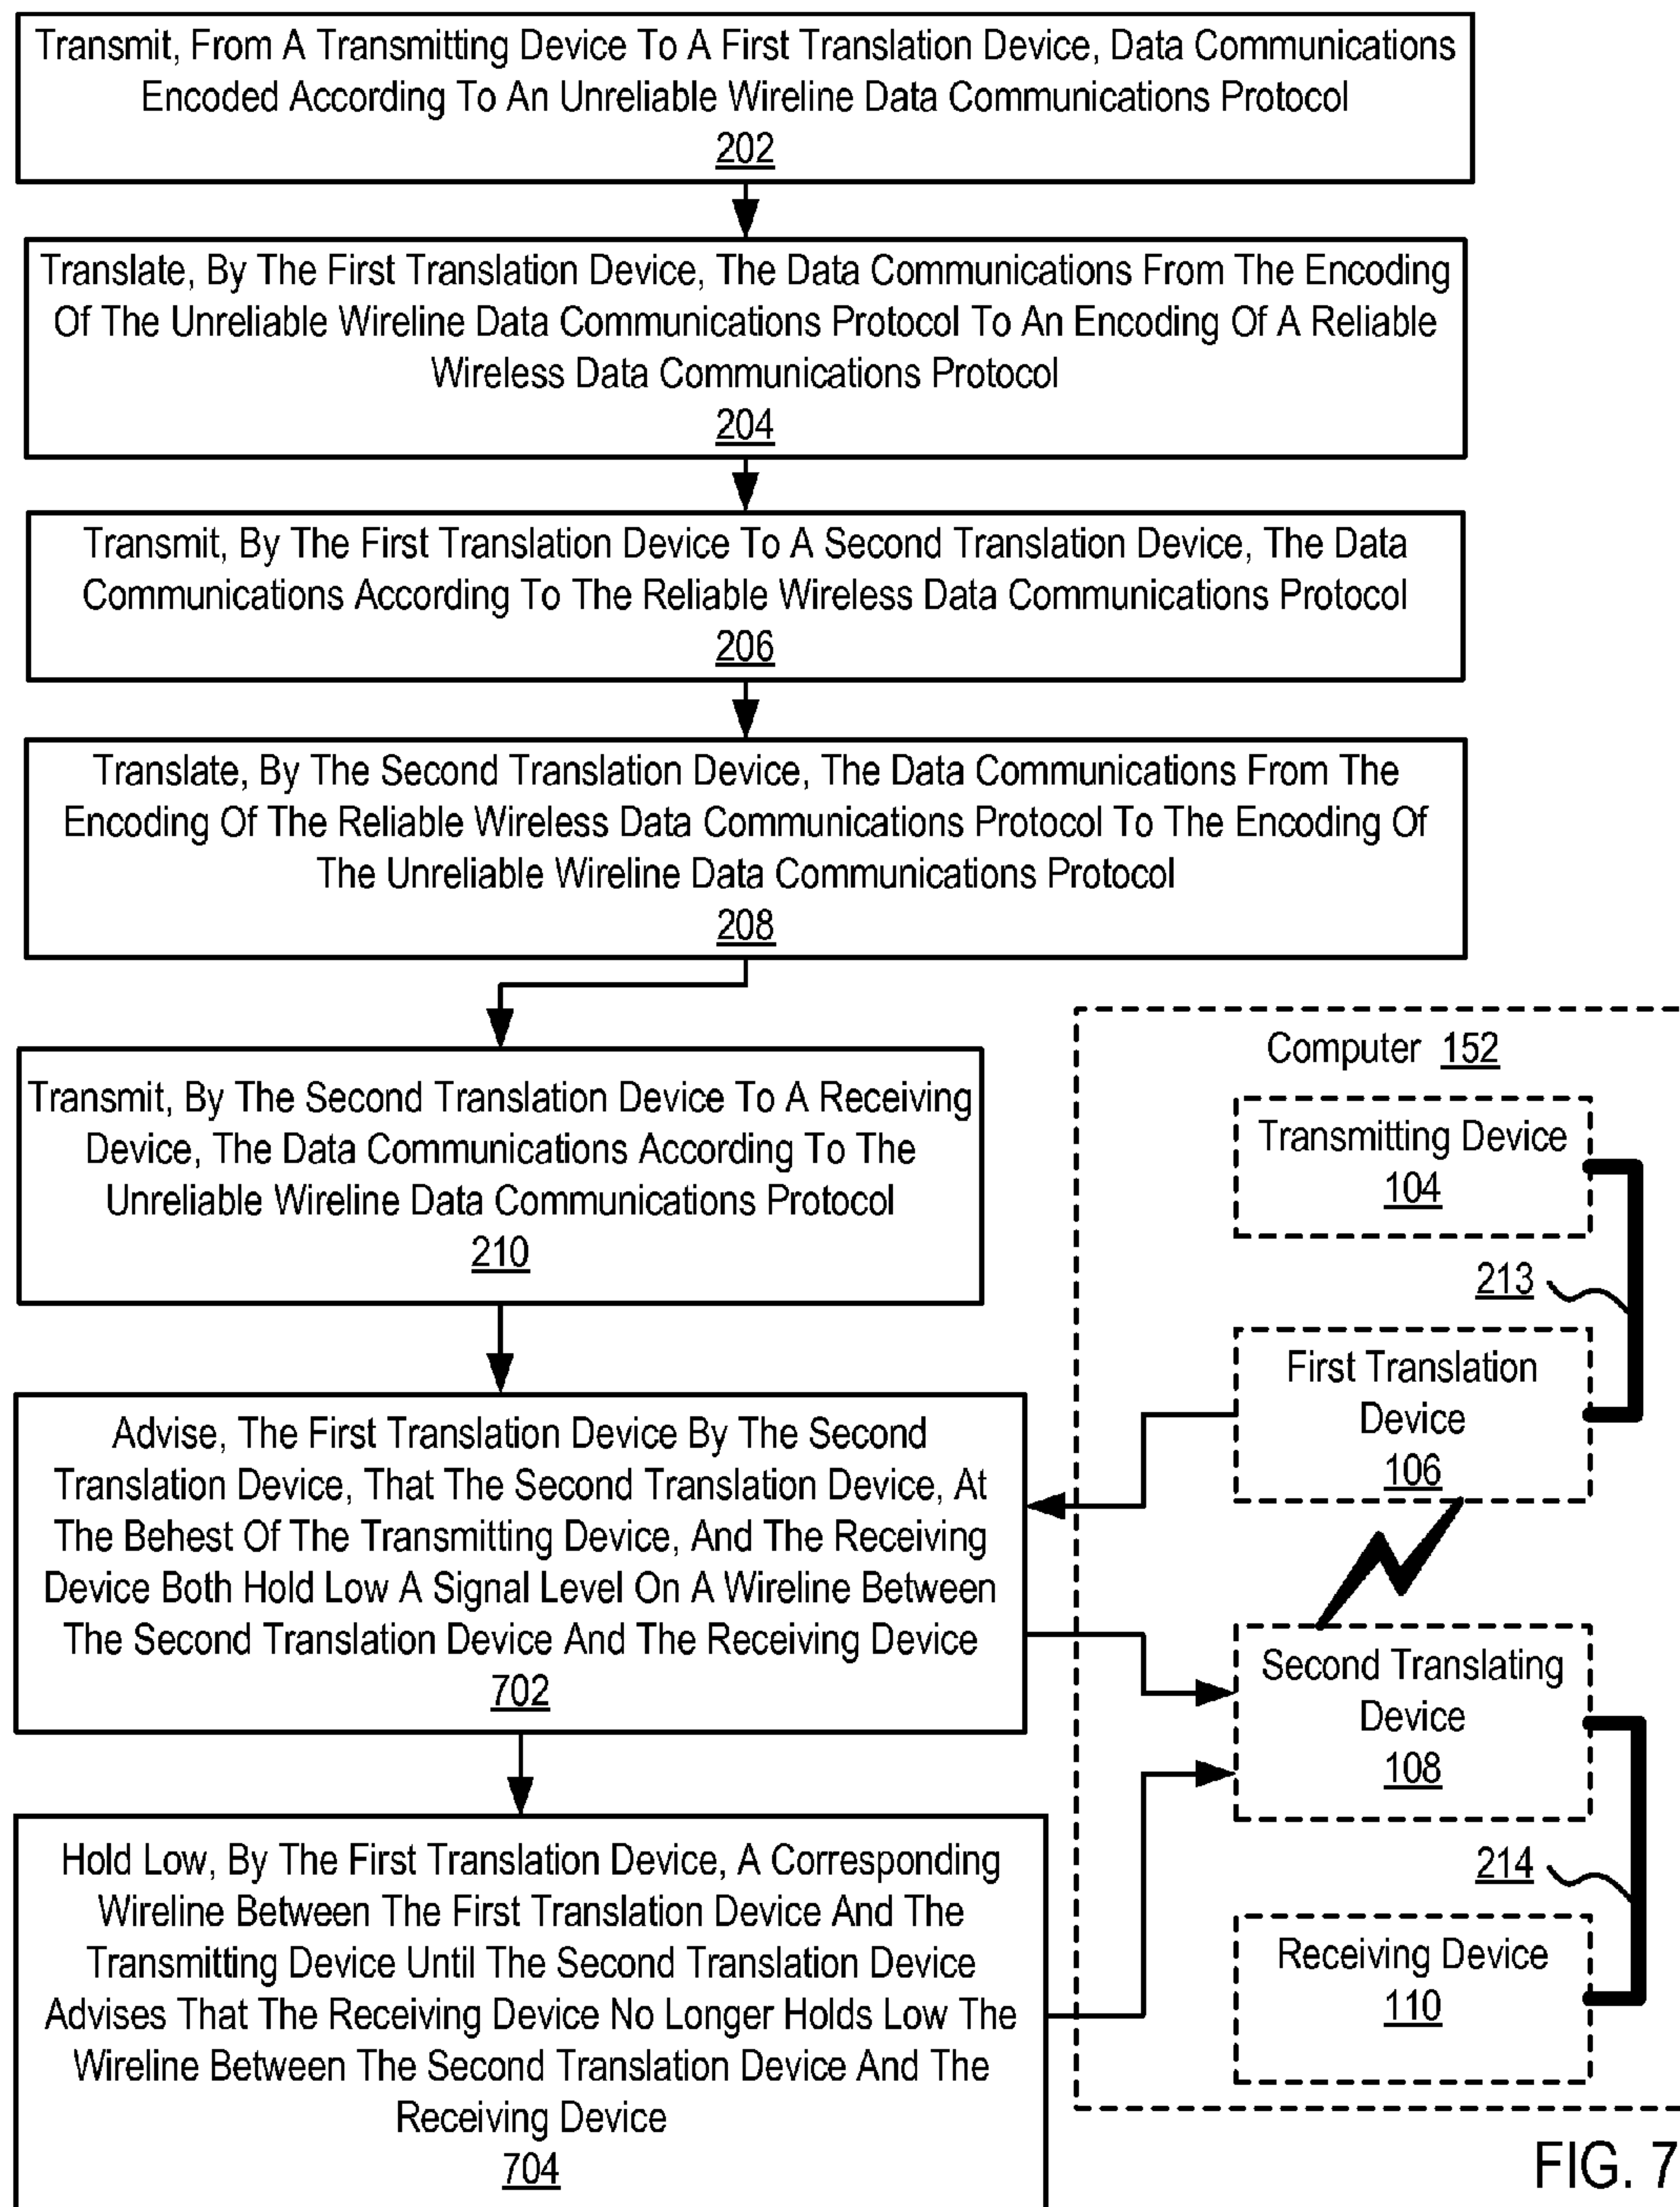 Transmit, From A Transmitting Device To A First Translation Device, Data Communications
Encoded According To An Unreliable Wireline Data Communications Protocol
202
Translate, By The First Translation Device, The Data Communications From The Encoding
Of The Unreliable Wireline Data Communications Protocol To An Encoding Of A Reliable
Wireless Data Communications Protocol
204
Transmit, By The First Translation Device To A Second Translation Device, The Data
Communications According To The Reliable Wireless Data Communications Protocol
206
Translate, By The Second Translation Device, The Data Communications From The
Encoding Of The Reliable Wireless Data Communications Protocol To The Encoding Of
The Unreliable Wireline Data Communications Protocol
208
Transmit, By The Second Translation Device To A Receiving
Device, The Data Communications According To The
Unreliable Wireline Data Communications Protocol
210
Advise, The First Translation Device By The Second
Translation Device, That The Second Translation Device, At
The Behest Of The Transmitting Device, And The Receiving
Device Both Hold Low A Signal Level On A Wireline Between
The Second Translation Device And The Receiving Device
702
Hold Low, By The First Translation Device, A Corresponding
Wireline Between The First Translation Device And The
Transmitting Device Until The Second Translation Device
Advises That The Receiving Device No Longer Holds Low The
Wireline Between The Second Translation Device And The
Receiving Device
704
Computer 152
Transmitting Device
104
213
First Translation
Device
106
Second Translating
Device
108
214
Receiving Device
110
FIG. 7